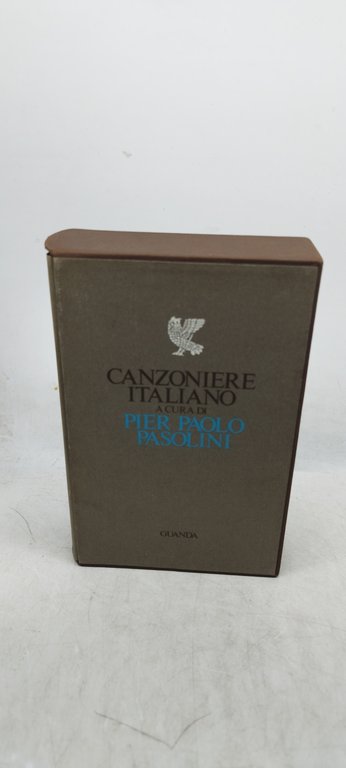 CANZONIERE
ITALIANO
A CURA DI
PIER PAOLO
PASOLINI
GUANDA